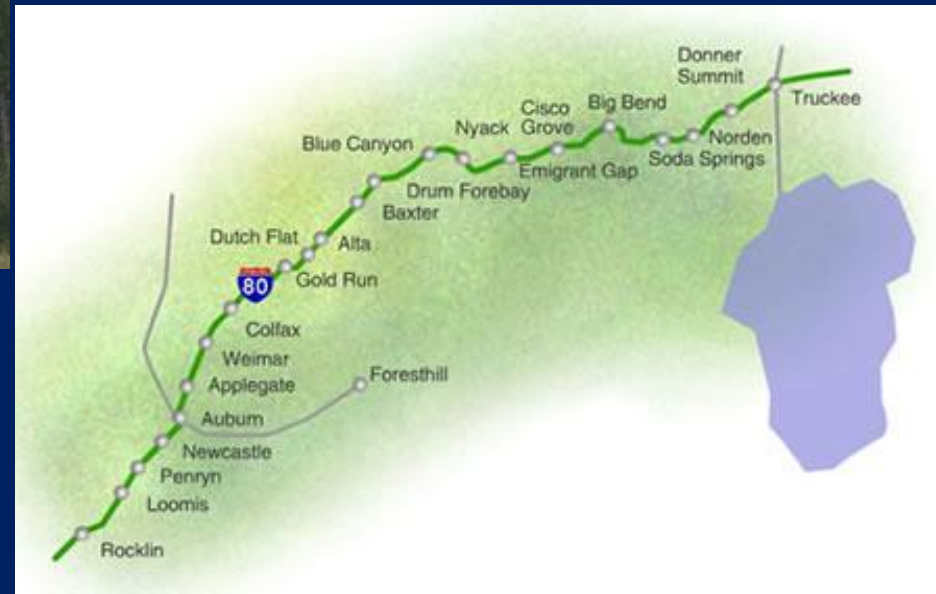 Donner
Summit
Truckee
Big Bend
Cisco
Grove
Norden
Nyack
Soda Springs
Blue Canyon
Emigrant Gap
Drum Forebay
Baxter
Dutch Flat
Alta
Gold Run
80
Colfax
Weimar
Foresthill
Applegate
Auburn
Newcastle
Penryn
Loomis
Rocklin